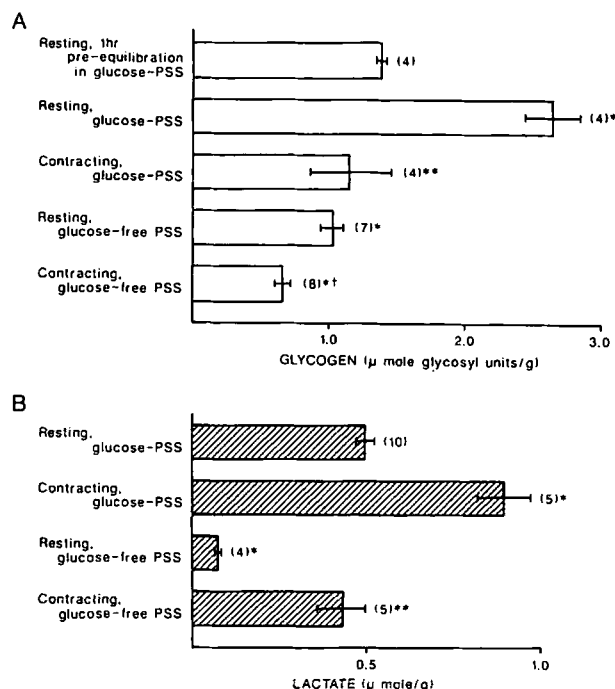 A
Resting, 1hr
pre-equilibration
in glucose-PSS
(4)
Resting,
glucose-PSS
(4)*
Contracting,
glucose-PSS
(4)**
Resting,
glucose-free PSS
(7)*
Contracting,
glucose-free PSS
(8)*†
1.0 2.0 3.0
GLYCOGEN (μ mole glycosyl units/g)
B
Resting,
glucose-PSS
(10)
Contracting,
glucose-PSS
(5)*
Resting,
glucose-free PSS
(4)*
Contracting,
glucose-free PSS
(5)**
0.5 1.0
LACTATE (μ mole/g)